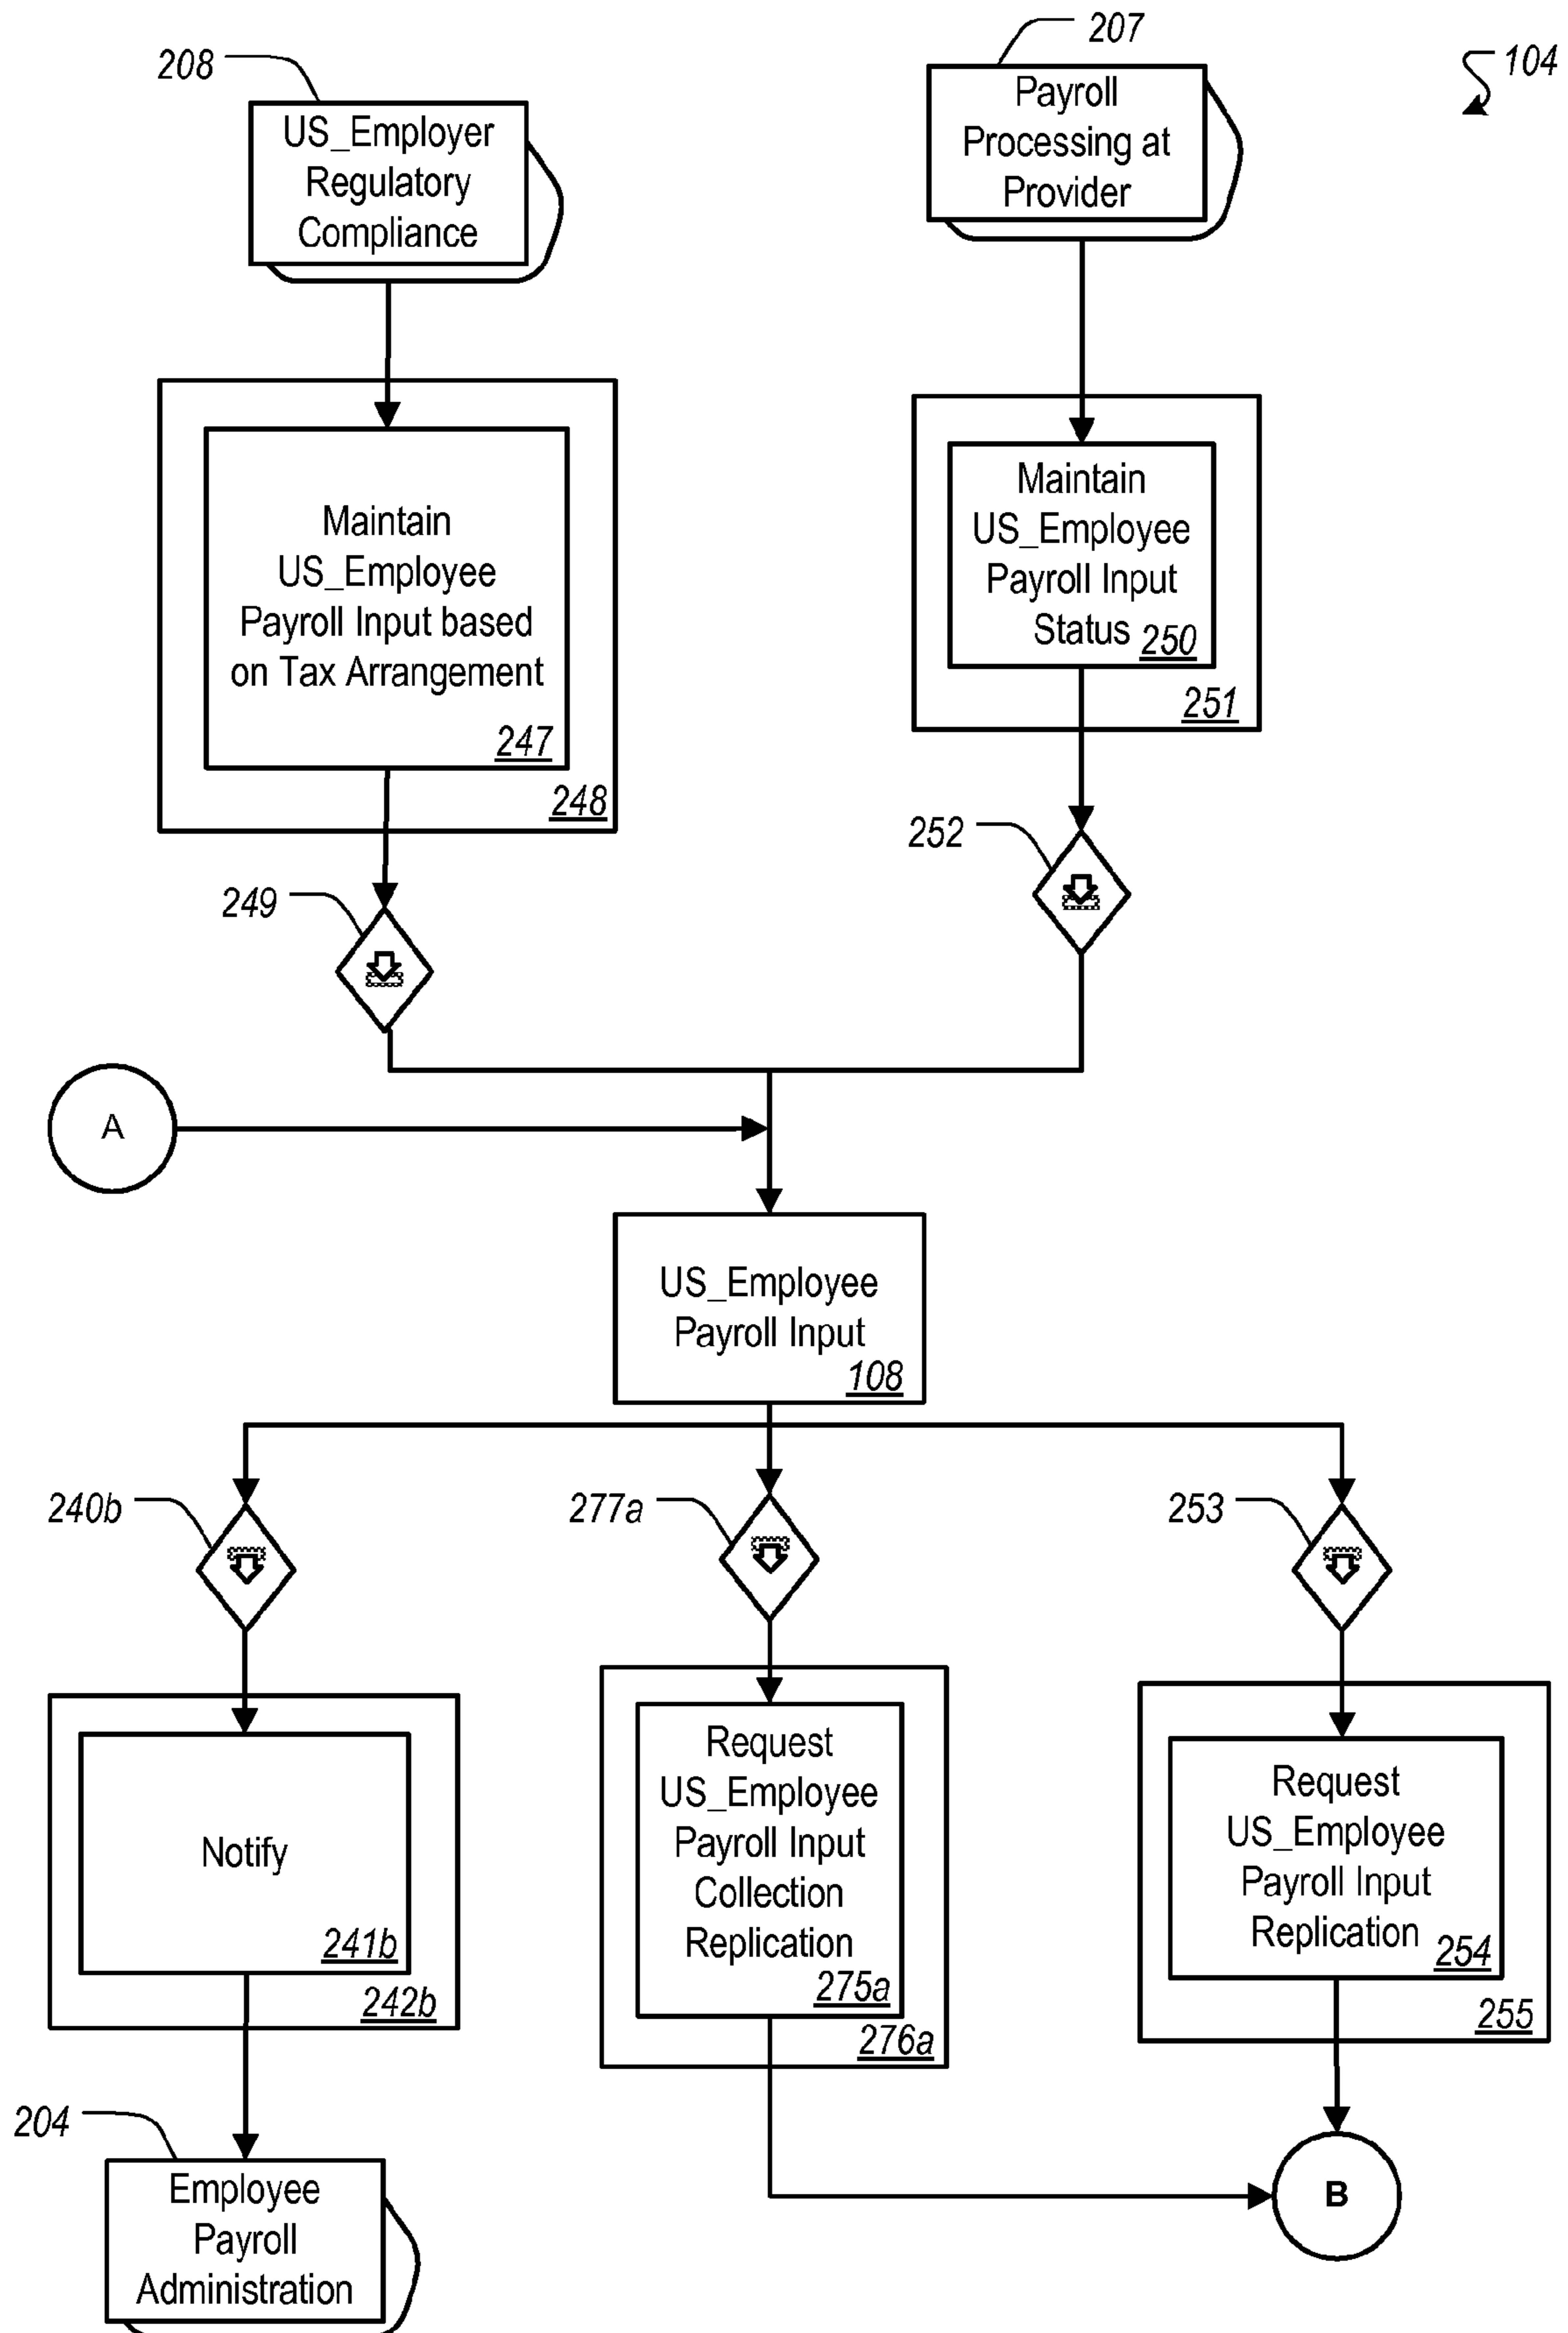 208
US_Employer
Regulatory
Compliance
207
Payroll
Processing at
Provider
104
Maintain
US_Employee
Payroll Input based
on Tax Arrangement
247
248
Maintain
US_Employee
Payroll Input
Status 250
251
249
252
A
US_Employee
Payroll Input
108
240b
277a
253
Notify
241b
242b
Request
US_Employee
Payroll Input
Collection
Replication
275a
276a
Request
US_Employee
Payroll Input
Replication 254
255
204
Employee
Payroll
Administration
B